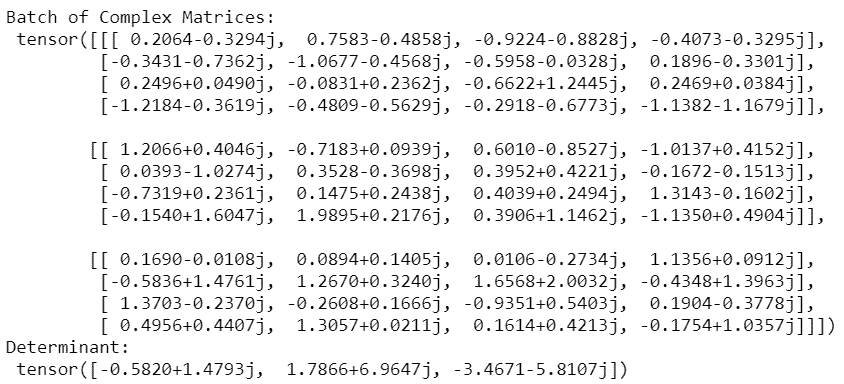 Batch of Complex Matrices:
 tensor([[[ 0.2064-0.3294j,  0.7583-0.4858j, -0.9224-0.8828j, -0.4073-0.3295j],
         [-0.3431-0.7362j, -1.0677-0.4568j, -0.5958-0.0328j,  0.1896-0.3301j],
         [ 0.2496+0.0490j, -0.0831+0.2362j, -0.6622+1.2445j,  0.2469+0.0384j],
         [-1.2184-0.3619j, -0.4809-0.5629j, -0.2918-0.6773j, -1.1382-1.1679j]],

        [[ 1.2066+0.4046j, -0.7183+0.0939j,  0.6010-0.8527j, -1.0137+0.4152j],
         [ 0.0393-1.0274j,  0.3528-0.3698j,  0.3952+0.4221j, -0.1672-0.1513j],
         [-0.7319+0.2361j,  0.1475+0.2438j,  0.4039+0.2494j,  1.3143-0.1602j],
         [-0.1540+1.6047j,  1.9895+0.2176j,  0.3906+1.1462j, -1.1350+0.4904j]],

        [[ 0.1690-0.0108j,  0.0894+0.1405j,  0.0106-0.2734j,  1.1356+0.0912j],
         [-0.5836+1.4761j,  1.2670+0.3240j,  1.6568+2.0032j, -0.4348+1.3963j],
         [ 1.3703-0.2370j, -0.2608+0.1666j, -0.9351+0.5403j,  0.1904-0.3778j],
         [ 0.4956+0.4407j,  1.3057+0.0211j,  0.1614+0.4213j, -0.1754+1.0357j]]])
Determinant:
 tensor([-0.5820+1.4793j,  1.7866+6.9647j, -3.4671-5.8107j])